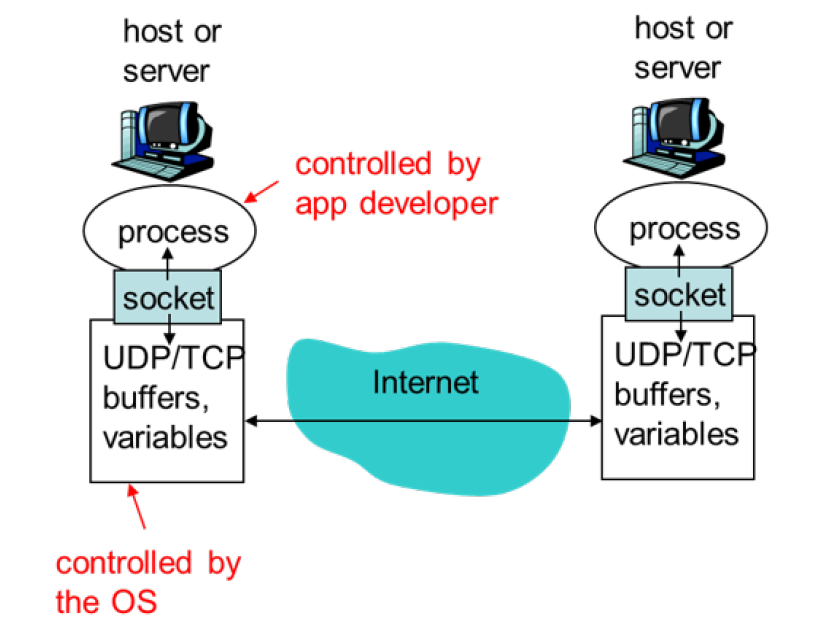 host or
server
host or
server
controlled by
app developer
process
process
socket
socket
UDP/TCP
buffers,
variables
Internet
UDP/TCP
buffers,
variables
controlled by
the OS